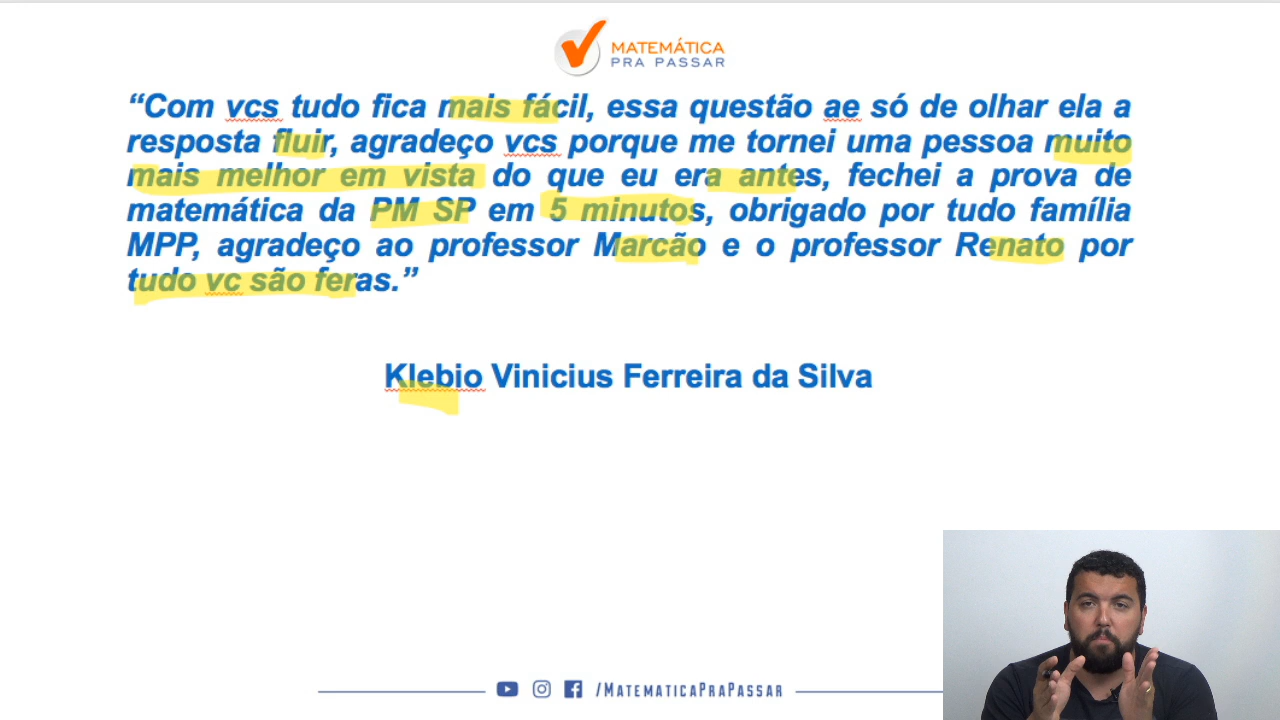 MATEMÁTICA
PRA PASSAR
“Com vcs tudo fica mais fácil, essa questão ae só de olhar ela a
resposta fluir, agradeço vcs porque me tornei uma pessoa muito
mais melhor em vista do que eu era antes, fechei a prova de
matemática da PM SP em 5 minutos, obrigado por tudo família
MPP, agradeço ao professor Marcão e o professor Renato por
tudo vc são feras.”
Klebio Vinicius Ferreira da Silva
/MATEMATICAPRAPASSAR